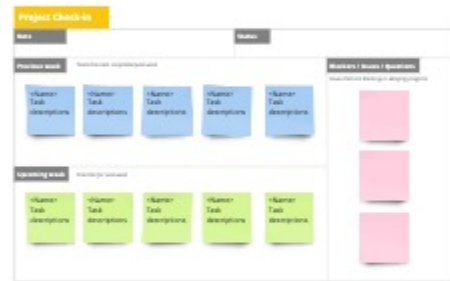 Project Check-in
Date
Status
Previous week
Blockers / Issues / Questions
<Name>
Task
descriptions
<Name>
Task
descriptions
<Name>
Task
descriptions
<Name>
Task
descriptions
<Name>
Task
descriptions
Upcoming week
<Name>
Task
descriptions
<Name>
Task
descriptions
<Name>
Task
descriptions
<Name>
Task
descriptions
<Name>
Task
descriptions